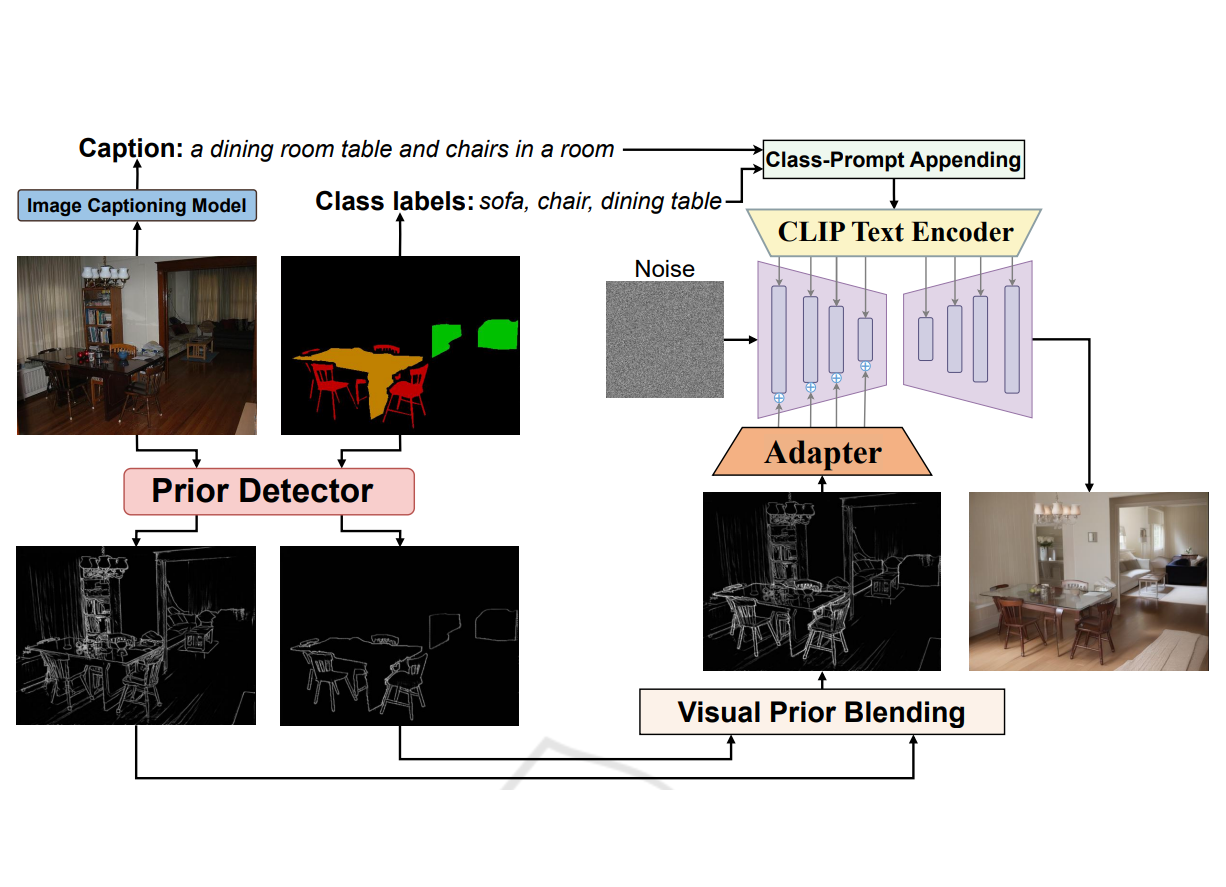 Caption: a dining room table and chairs in a room
Class-Prompt Appending
Image Captioning Model
Class labels: sofa, chair, dining table
CLIP Text Encoder
Noise
Adapter
Prior Detector
Visual Prior Blending